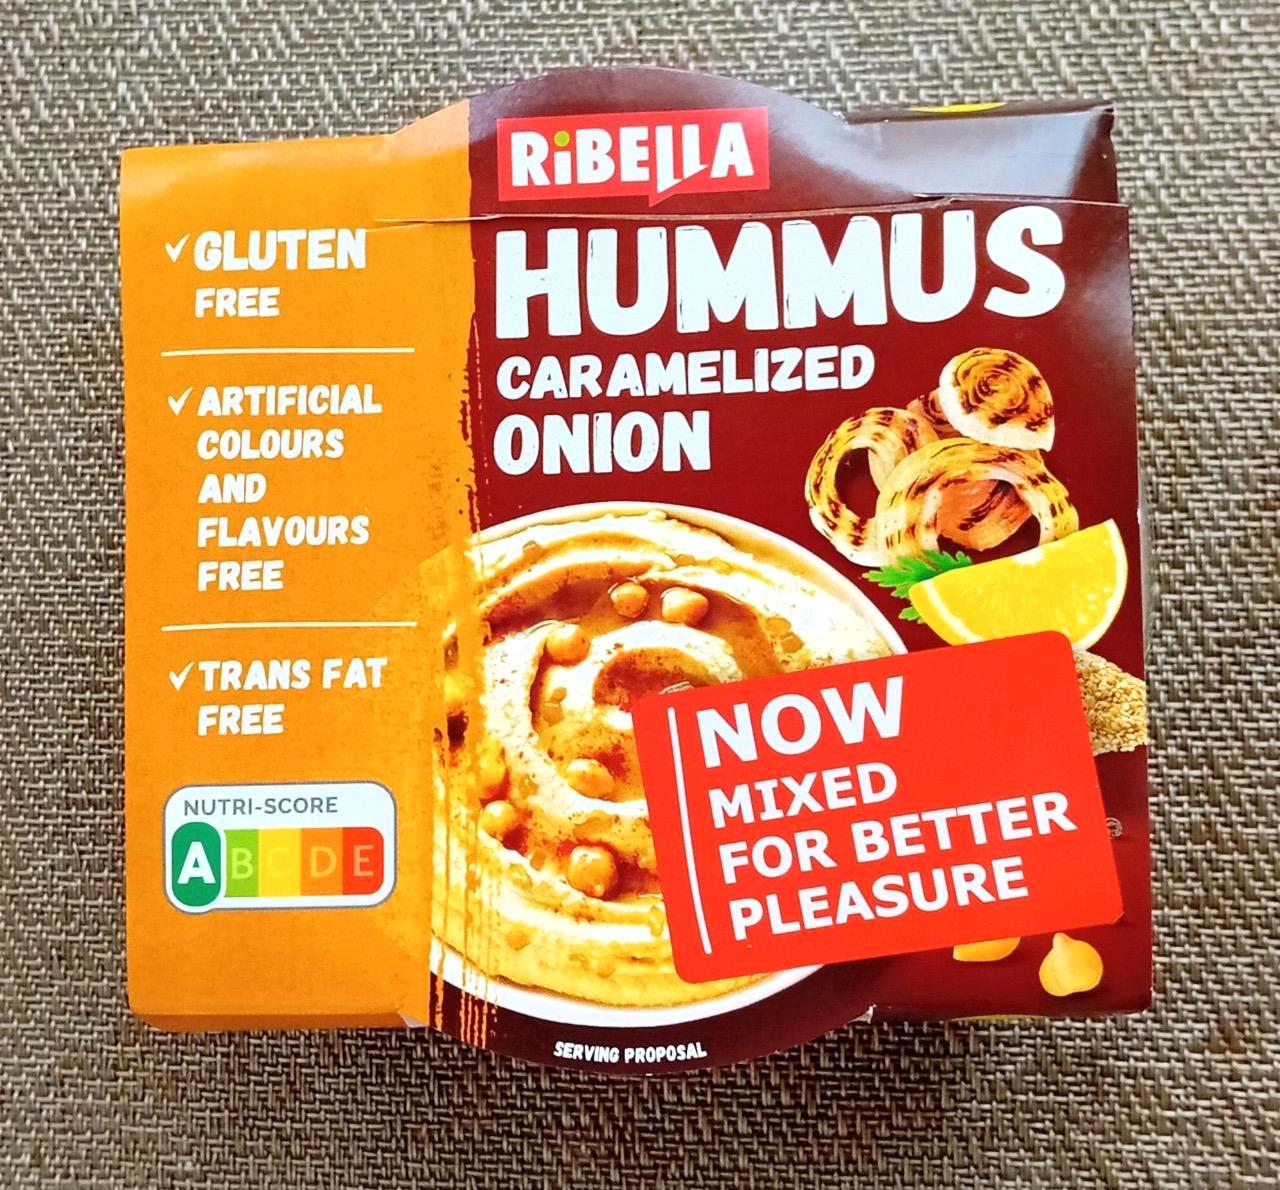 RiBELLA
HUMMUS
CARAMELIZED
ONION
GLUTEN
FREE
ARTIFICIAL
COLOURS
AND
FLAVOURS
FREE
TRANS FAT
FREE
NUTRI-SCORE
A B C D E
NOW
MIXED
FOR BETTER
PLEASURE
SERVING PROPOSAL